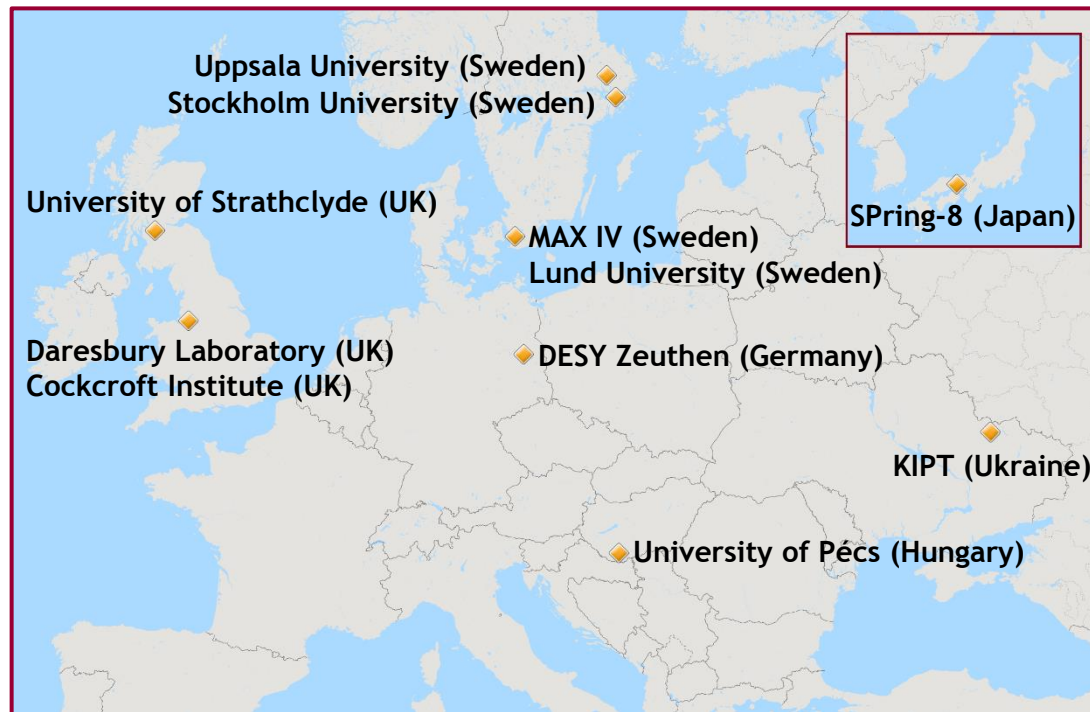 Uppsala University (Sweden)
Stockholm University (Sweden)
University of Strathclyde (UK)
SPring-8 (Japan)
MAX IV (Sweden)
Lund University (Sweden)
Daresbury Laboratory (UK)
Cockcroft Institute (UK)
DESY Zeuthen (Germany)
KIPT (Ukraine)
University of Pécs (Hungary)